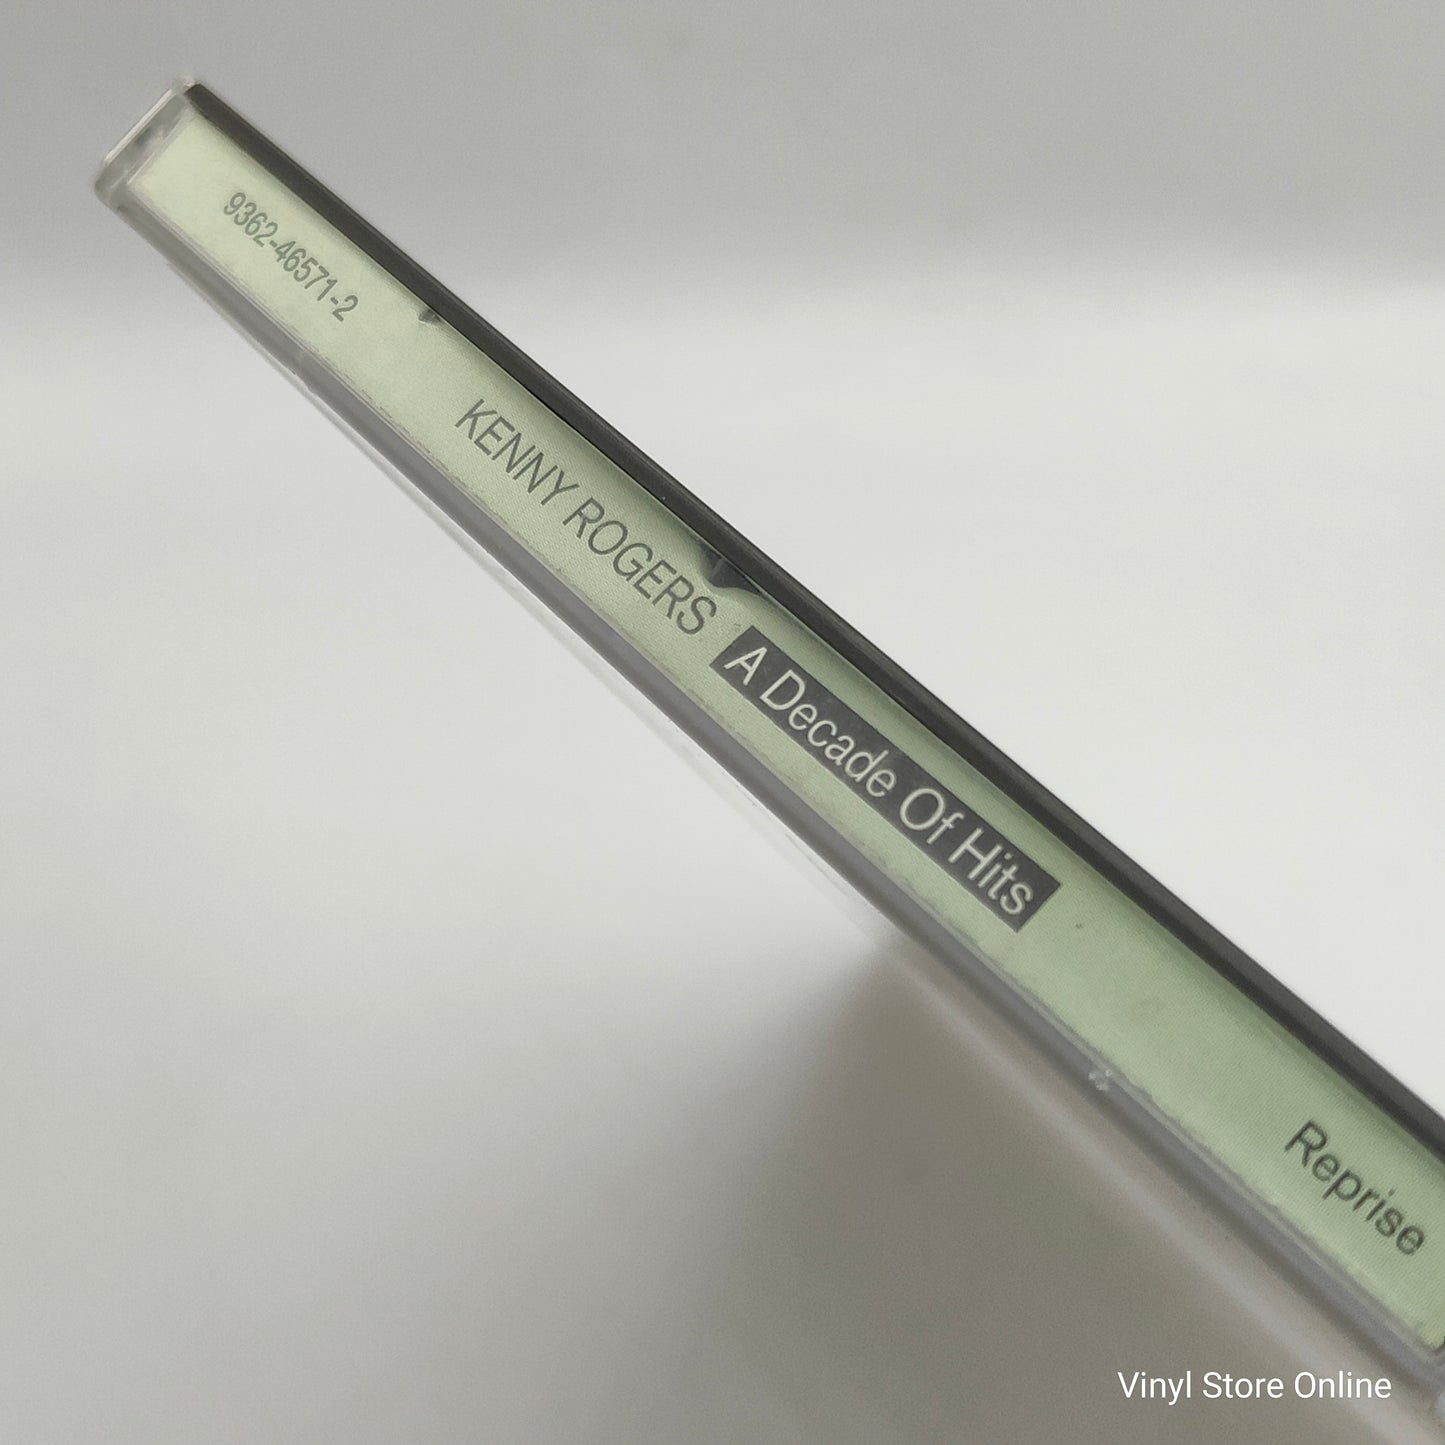 9362-46571-2
KENNY ROGERS A Decade Of Hits
Reprise
Vinyl Store Online